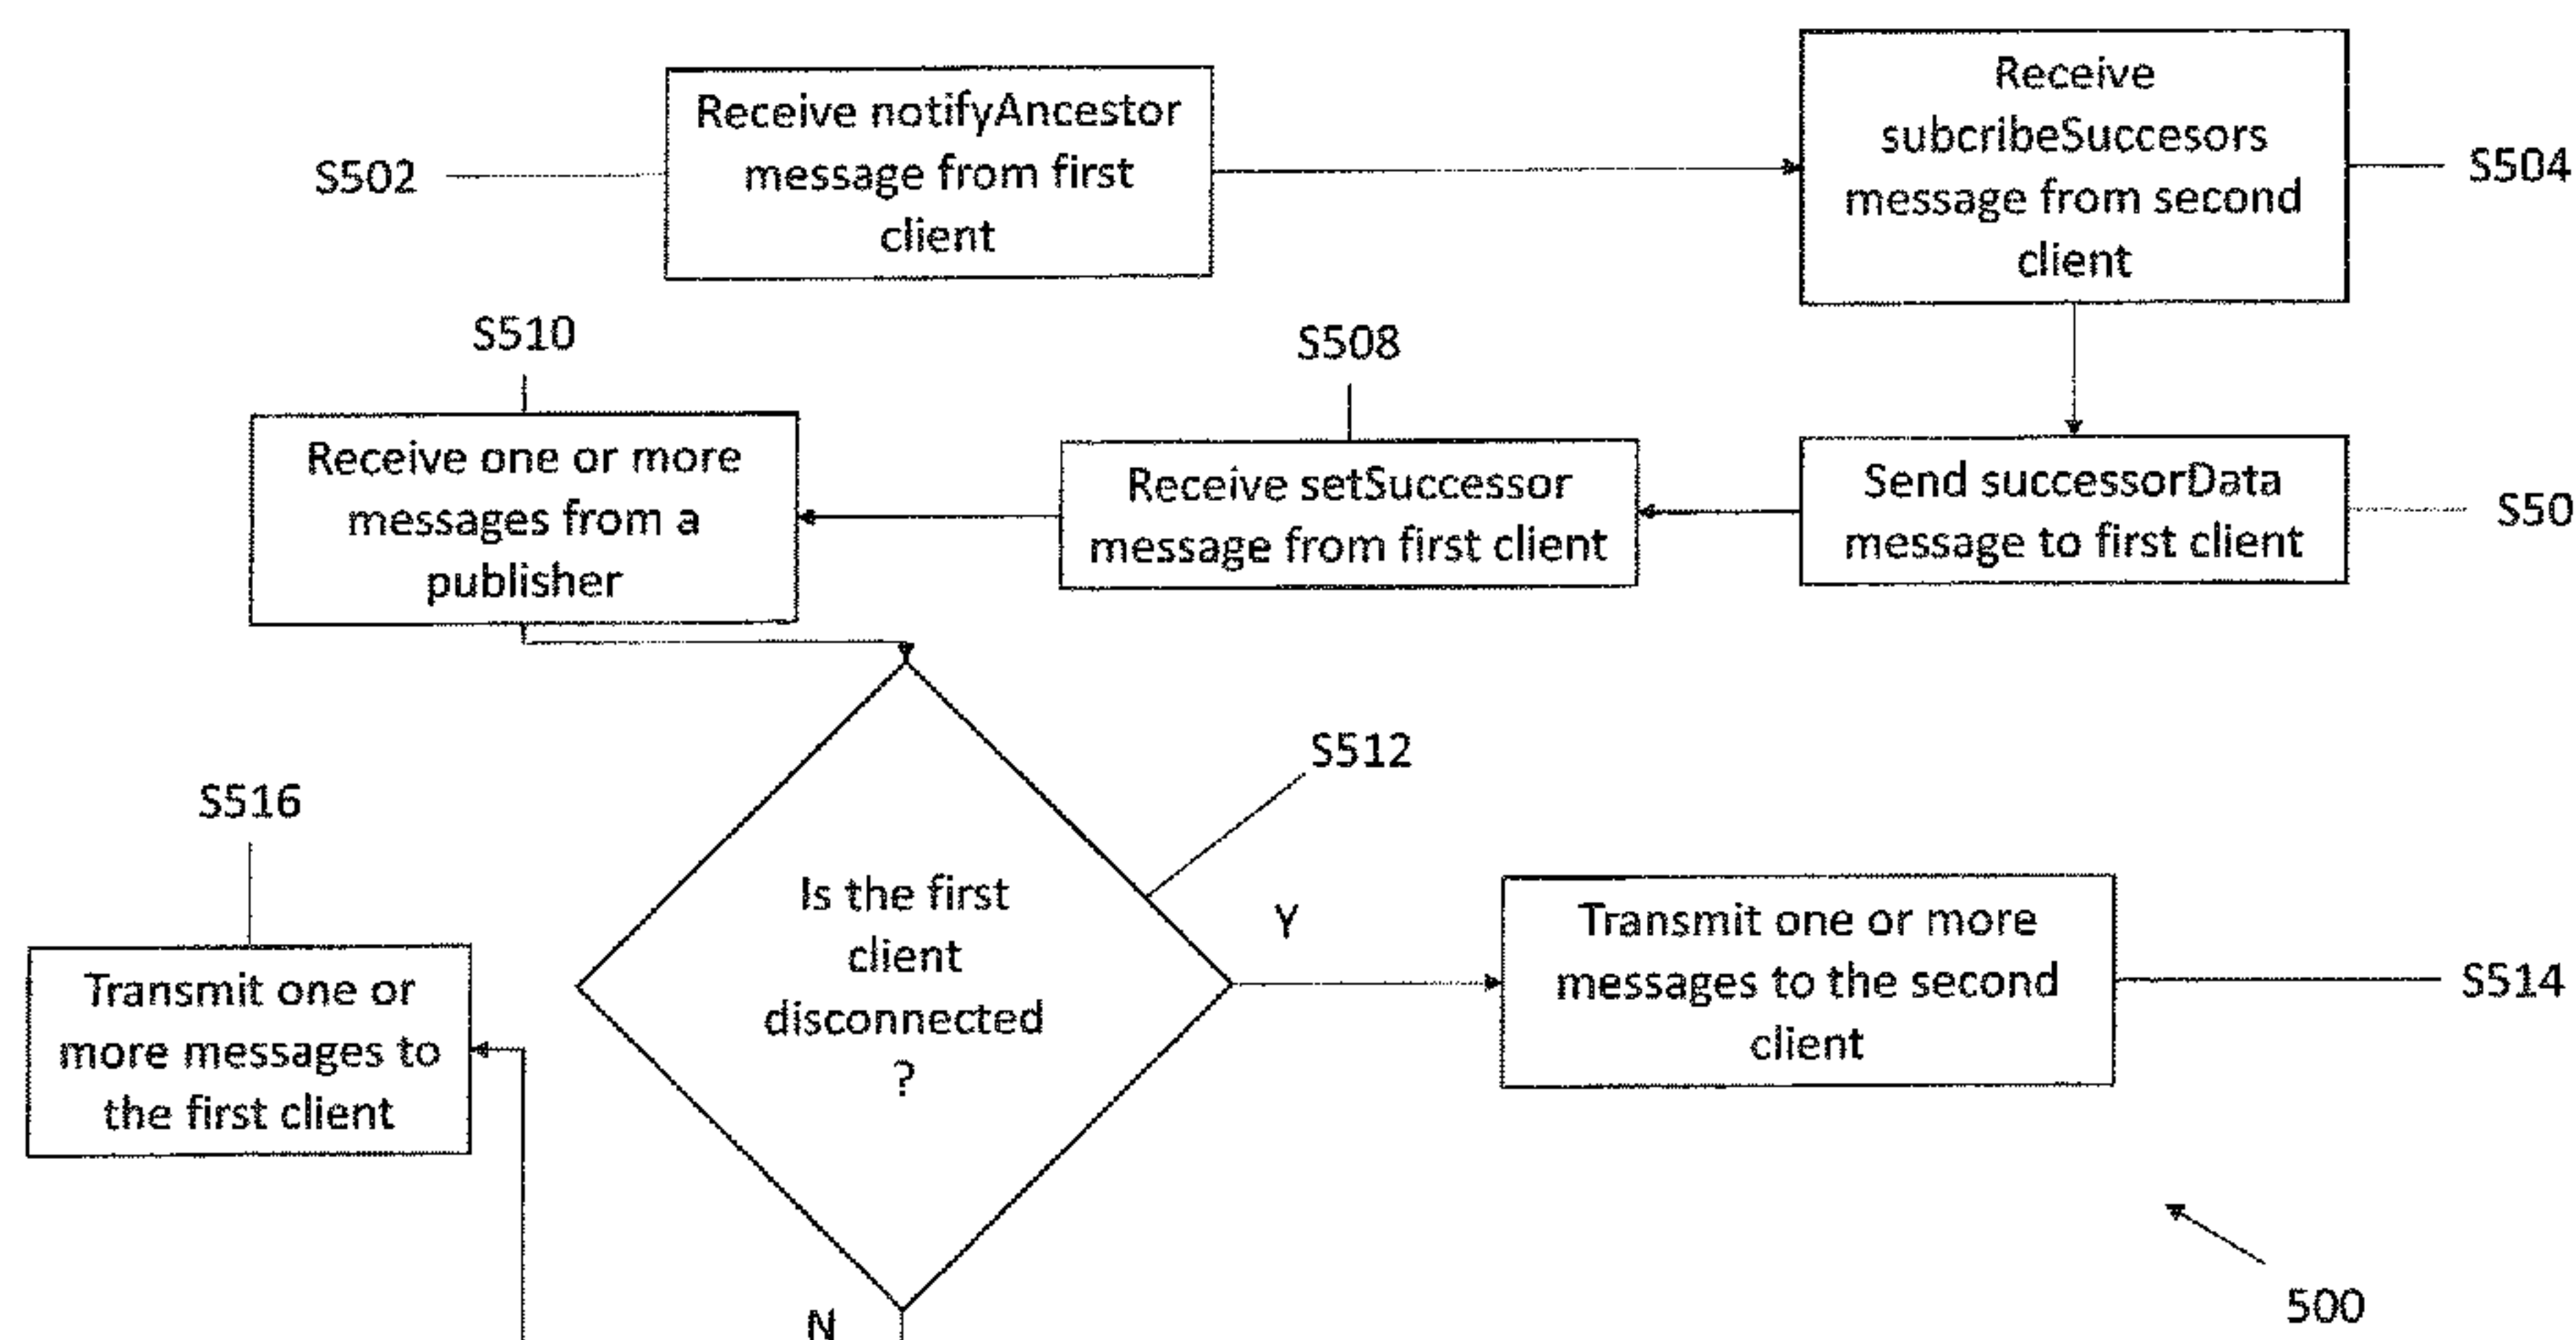 S502
Receive notifyAncestor
message from first
client
Receive
subcribeSuccesors
message from second
client
S504
S510
Receive one or more
messages from a
publisher
S508
Receive setSuccessor
message from first client
Send successorData
message to first client
S50
S512
Is the first
client
disconnected
?
Y
Transmit one or more
messages to the second
client
S514
S516
Transmit one or
more messages to
the first client
N
500